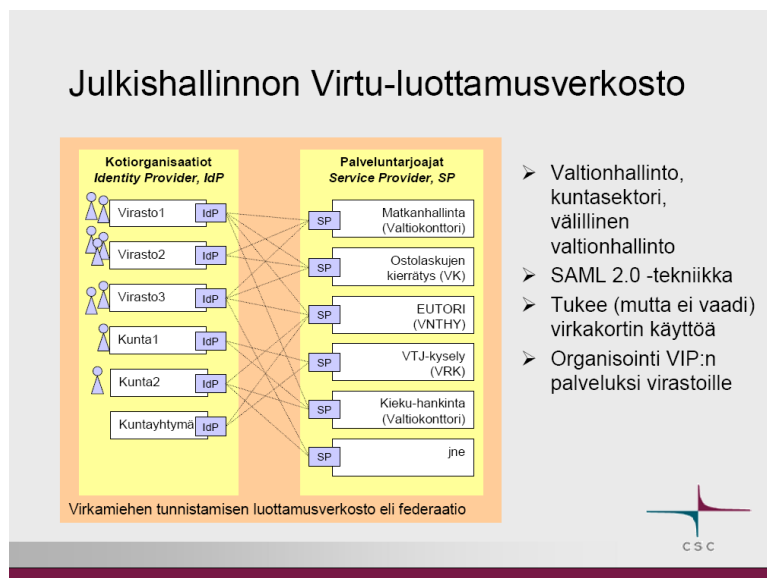 Julkishallinnon Virtu-luottamusverkosto
Kotiorganisaatiot
Identity Provider, IdP
Virasto1
IdP
Virasto2
IdP
Virasto3
IdP
Kunta1
IdP
Kunta2
IdP
Kuntayhtymä
IdP
Palveluntarjoajat
Service Provider, SP
SP
Matkanhallinta
(Valtiokonttori)
SP
Ostolaskujen
kierrätys (VK)
SP
EUTORI
(VNTHY)
SP
VTJ-kysely
(VRK)
SP
Kieku-hankinta
(Valtiokonttori)
SP
jne
Virkamiehen tunnistamisen luottamusverkosto eli federaatio
➢ Valtionhallinto,
kuntasektori,
välillinen
valtionhallinto
➢ SAML 2.0 -tekniikka
➢ Tukee (mutta ei vaadi)
virkakortin käyttöä
➢ Organisointi VIP:n
palveluksi virastoille
CSC